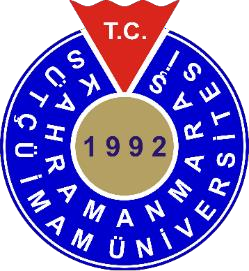 T.C.
KAHRAMANMARAŞ
SÜTÇÜ İMAM ÜNİVERSİTESİ
1992